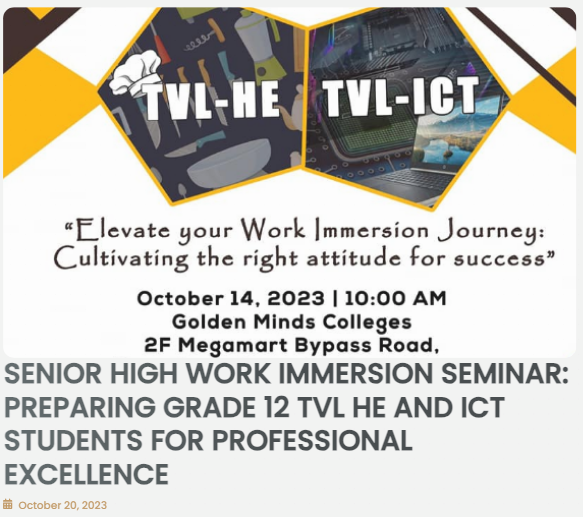 TVL-HE TVL-ICT
“Elevate your Work Immersion Journey:
Cultivating the right attitude for success”
October 14, 2023 | 10:00 AM
Golden Minds Colleges
2F Megamart Bypass Road,
SENIOR HIGH WORK IMMERSION SEMINAR:
PREPARING GRADE 12 TVL HE AND ICT
STUDENTS FOR PROFESSIONAL
EXCELLENCE
October 20, 2023